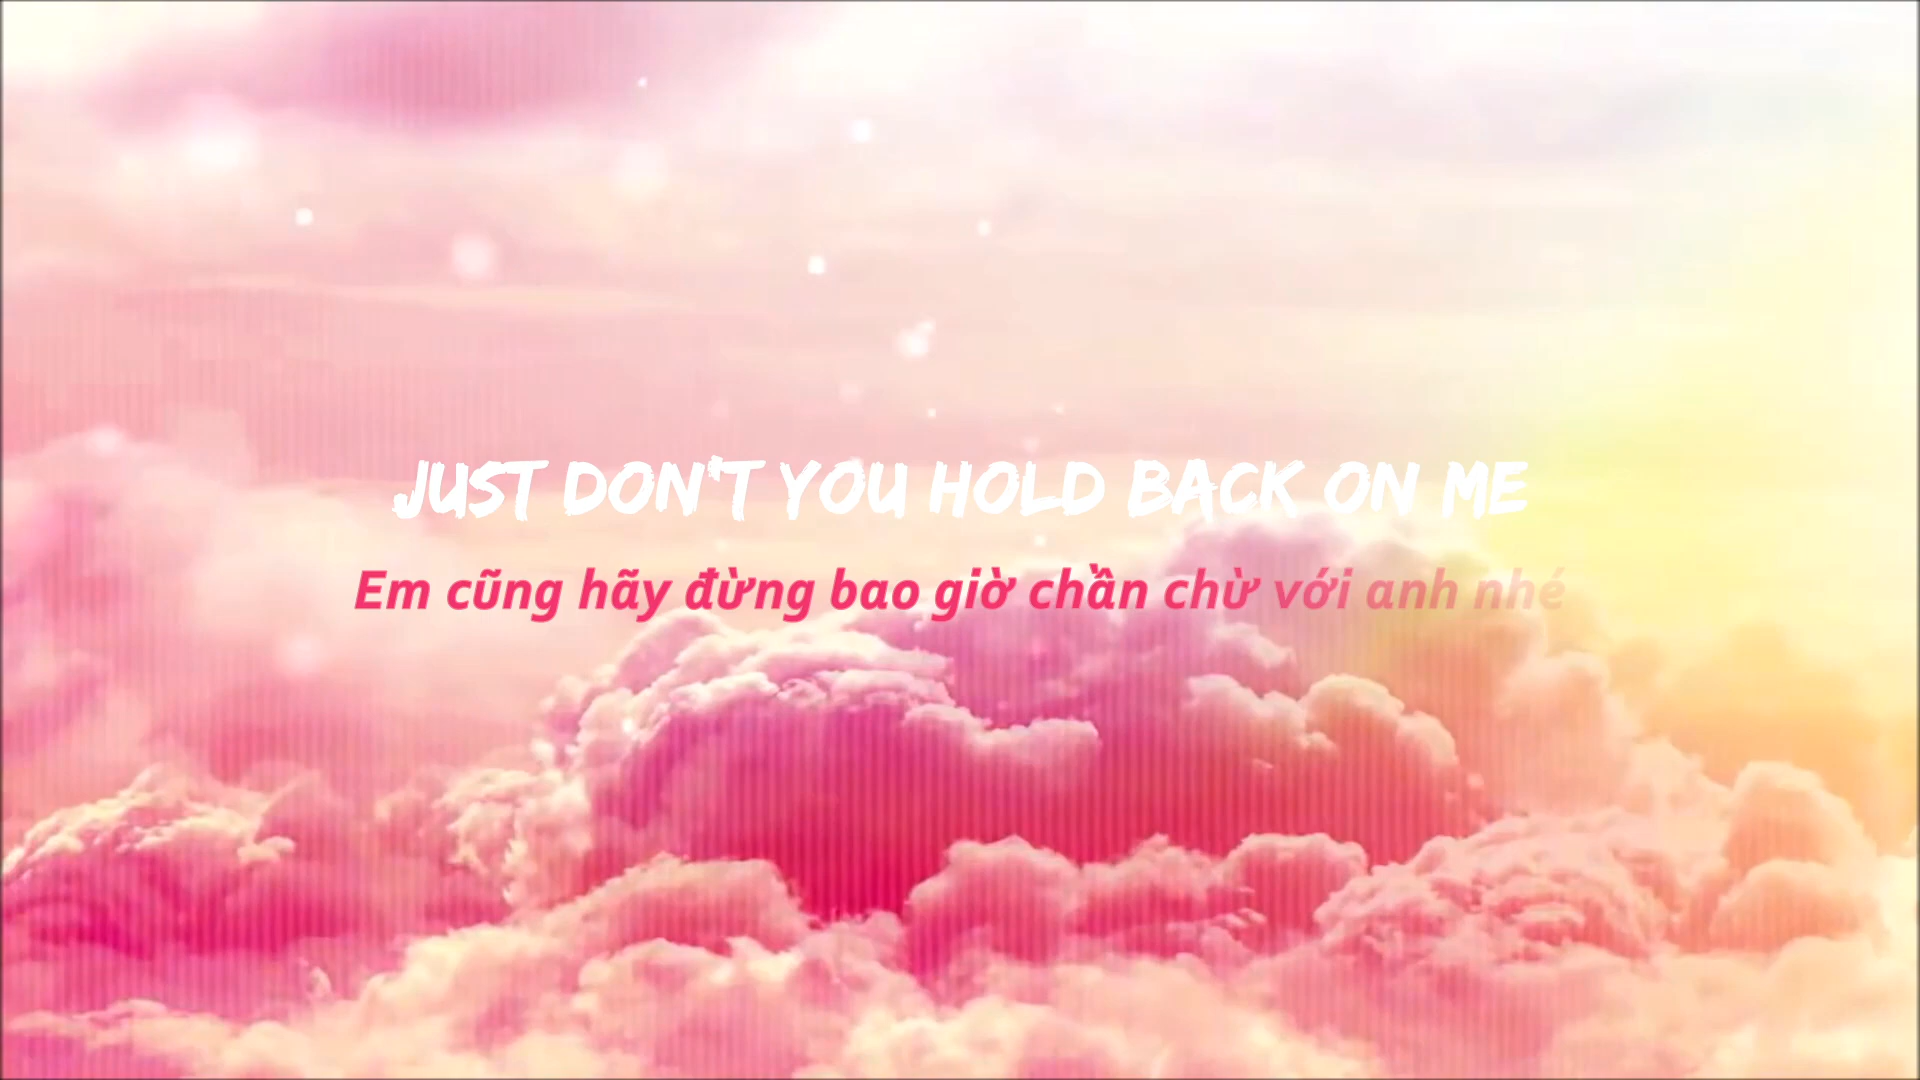 JUST DON'T YOU HOLD BACK ON ME
Em cũng hãy đừng bao giờ chần chừ với anh nhé